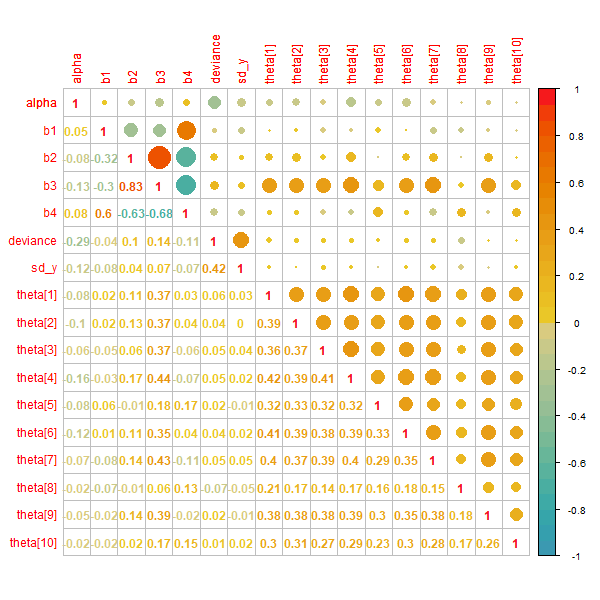 alpha b1 b2 b3 b4 deviance sd_y theta[1] theta[2] theta[3] theta[4] theta[5] theta[6] theta[7] theta[8] theta[9] theta[10]
alpha 1
b1 0.05 1
b2 -0.08 -0.32 1
b3 -0.13 -0.3 0.83 1
b4 0.08 0.6 -0.63 -0.68 1
deviance -0.29 -0.04 0.1 0.14 -0.11 1
sd_y -0.12 -0.08 0.04 0.07 -0.07 0.42 1
theta[1] -0.08 0.02 0.11 0.37 0.03 0.06 0.03 1
theta[2] -0.1 0.02 0.13 0.37 0.04 0.04 0 0.39 1
theta[3] -0.06 -0.05 0.06 0.37 -0.06 0.05 0.04 0.36 0.37 1
theta[4] -0.16 -0.03 0.17 0.44 -0.07 0.05 0.02 0.42 0.39 0.41 1
theta[5] -0.08 0.06 -0.01 0.18 0.17 0.02 -0.01 0.32 0.33 0.32 0.32 1
theta[6] -0.12 0.01 0.11 0.35 0.04 0.04 0.02 0.41 0.39 0.38 0.39 0.33 1
theta[7] -0.07 -0.08 0.14 0.43 -0.11 0.05 0.05 0.4 0.37 0.39 0.4 0.29 0.35 1
theta[8] -0.02 -0.07 -0.01 0.06 0.13 -0.07 -0.05 0.21 0.17 0.14 0.17 0.16 0.18 0.15 1
theta[9] -0.05 -0.02 0.14 0.39 -0.02 0.02 -0.01 0.38 0.38 0.38 0.39 0.3 0.35 0.38 0.18 1
theta[10] -0.02 -0.02 0.02 0.17 0.15 0.01 0.02 0.3 0.31 0.27 0.29 0.23 0.3 0.28 0.17 0.26 1
1
0.8
0.6
0.4
0.2
0
-0.2
-0.4
-0.6
-0.8
-1